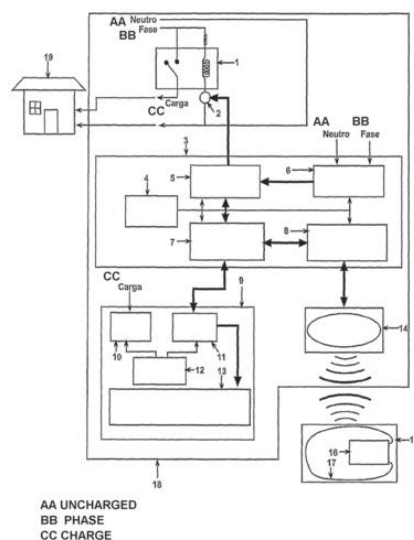 AA Neutro
BB Fase
19
1
CC
Carga
2
3
AA BB
Neutro Fase
4
5
6
7
8
CC
Carga
9
10
11
12
13
14
1
16
17
18
AA UNCHARGED
BB PHASE
CC CHARGE